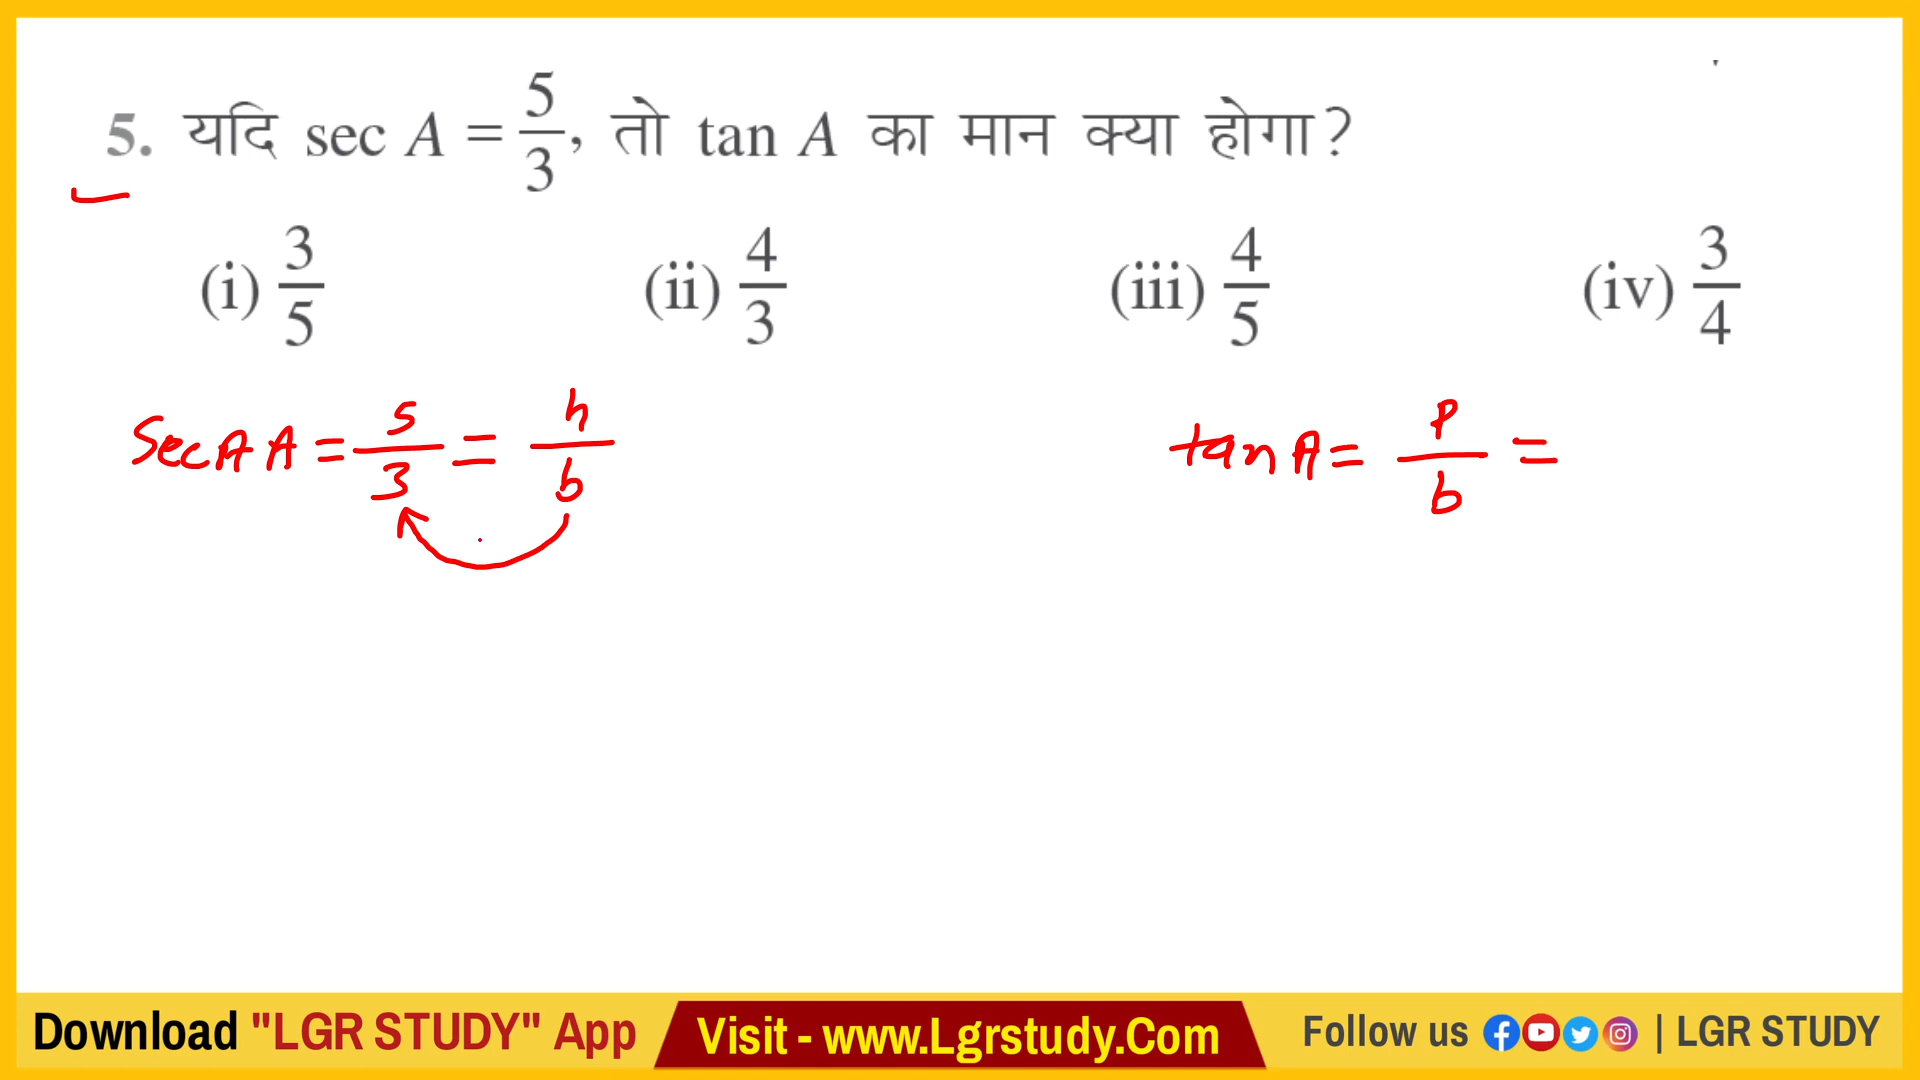 5. यदि sec A = 5/3, तो tan A का मान क्या होगा?
(i) 3/5 (ii) 4/3 (iii) 4/5 (iv) 3/4
SecA A = 5/3 = h/b tan A = P/b =
Download "LGR STUDY" App Visit - www.Lgrstudy.Com Follow us | LGR STUDY